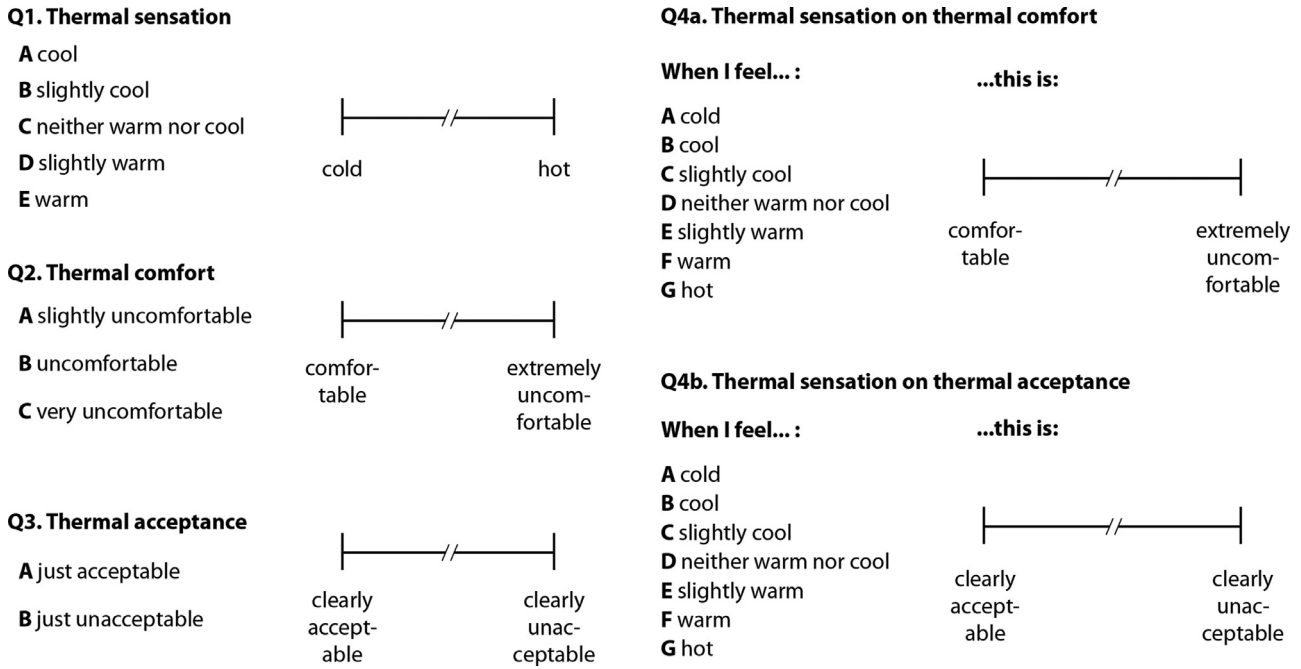 Q1. Thermal sensation
A cool
B slightly cool
C neither warm nor cool
D slightly warm
E warm
cold
hot
Q2. Thermal comfort
A slightly uncomfortable
B uncomfortable
C very uncomfortable
comfor-
table
extremely
uncom-
fortable
Q3. Thermal acceptance
A just acceptable
B just unacceptable
clearly
accept-
able
clearly
unac-
ceptable
Q4a. Thermal sensation on thermal comfort
When I feel... :
...this is:
A cold
B cool
C slightly cool
D neither warm nor cool
E slightly warm
F warm
G hot
comfor-
table
extremely
uncom-
fortable
Q4b. Thermal sensation on thermal acceptance
When I feel... :
...this is:
A cold
B cool
C slightly cool
D neither warm nor cool
E slightly warm
F warm
G hot
clearly
accept-
able
clearly
unac-
ceptable